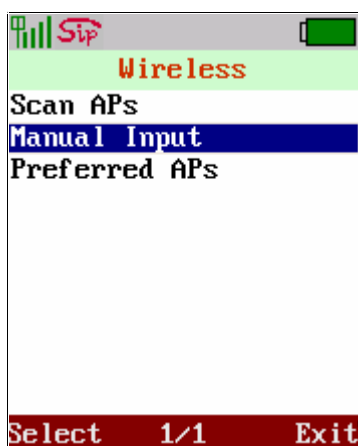 Sip
Wireless
Scan APs
Manual Input
Preferred APs
Select 1/1 Exit